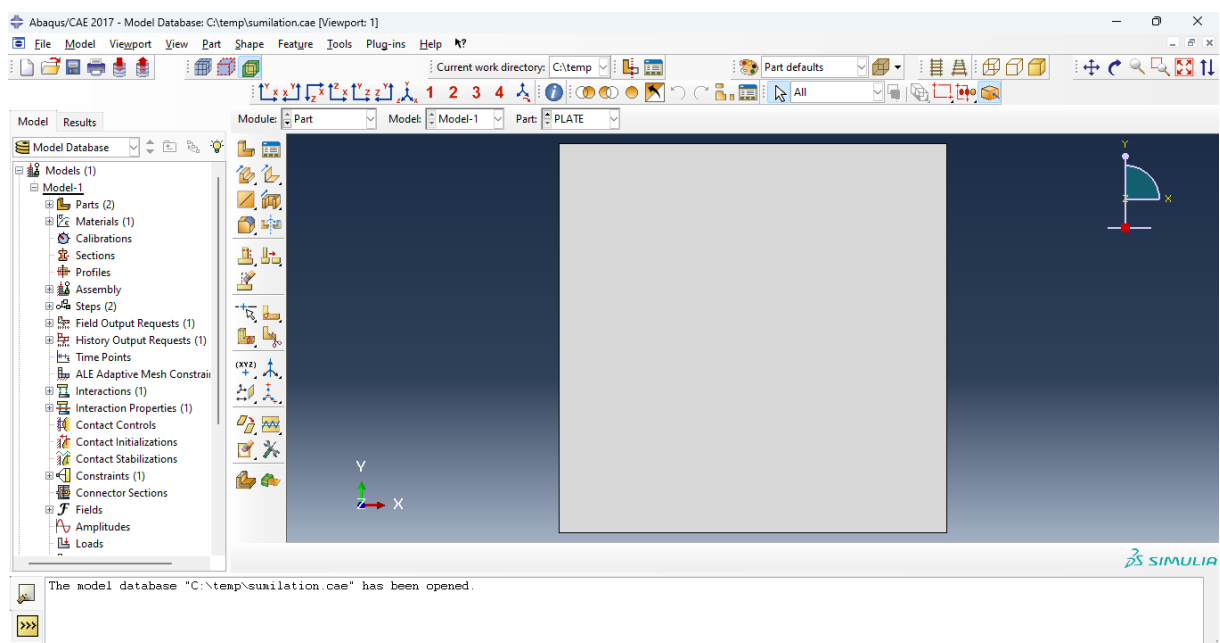 Abaqus/CAE 2017 - Model Database: C:\temp\sumilation.cae [Viewport: 1]
File Model Viewport View Part Shape Feature Tools Plug-ins Help
Current work directory: C:\temp Part defaults
1 2 3 4 All
Model Results Module: Part Model: Model-1 Part: PLATE
Model Database
Models (1)
Model-1
Parts (2)
Materials (1)
Calibrations
Sections
Profiles
Assembly
Steps (2)
Field Output Requests (1)
History Output Requests (1)
Time Points
ALE Adaptive Mesh Constrai
Interactions (1)
Interaction Properties (1)
Contact Controls
Contact Initializations
Contact Stabilizations
Constraints (1)
Connector Sections
Fields
Amplitudes
Loads
(XYZ)
Y
Z X
Y
Z X
SIMULIA
The model database "C:\temp\sumilation.cae" has been opened.
>>>